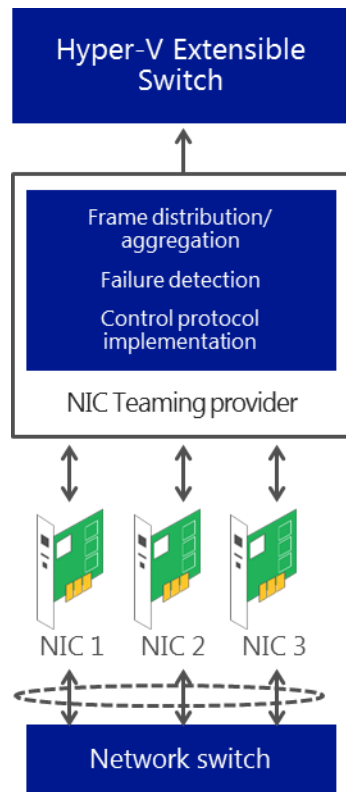 Hyper-V Extensible
Switch
Frame distribution/
aggregation
Failure detection
Control protocol
implementation
NIC Teaming provider
NIC 1 NIC 2 NIC 3
Network switch